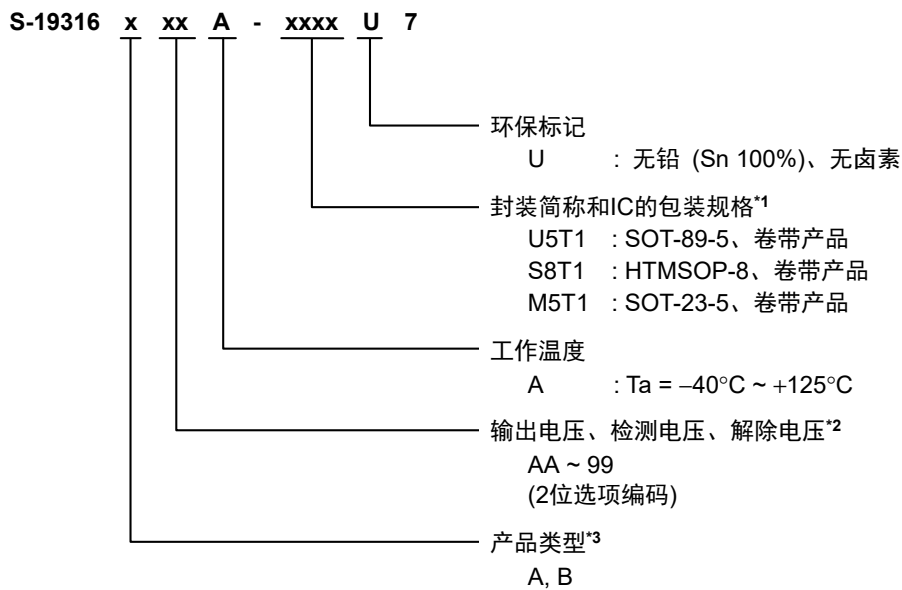 S-19316 x xx A - xxxx U 7
环保标记
U : 无铅 (Sn 100%)、无卤素
封装简称和IC的包装规格*1
U5T1 : SOT-89-5、卷带产品
S8T1 : HTMSOP-8、卷带产品
M5T1 : SOT-23-5、卷带产品
工作温度
A : Ta = −40°C ~ +125°C
输出电压、检测电压、解除电压*2
AA ~ 99
(2位选项编码)
产品类型*3
A, B